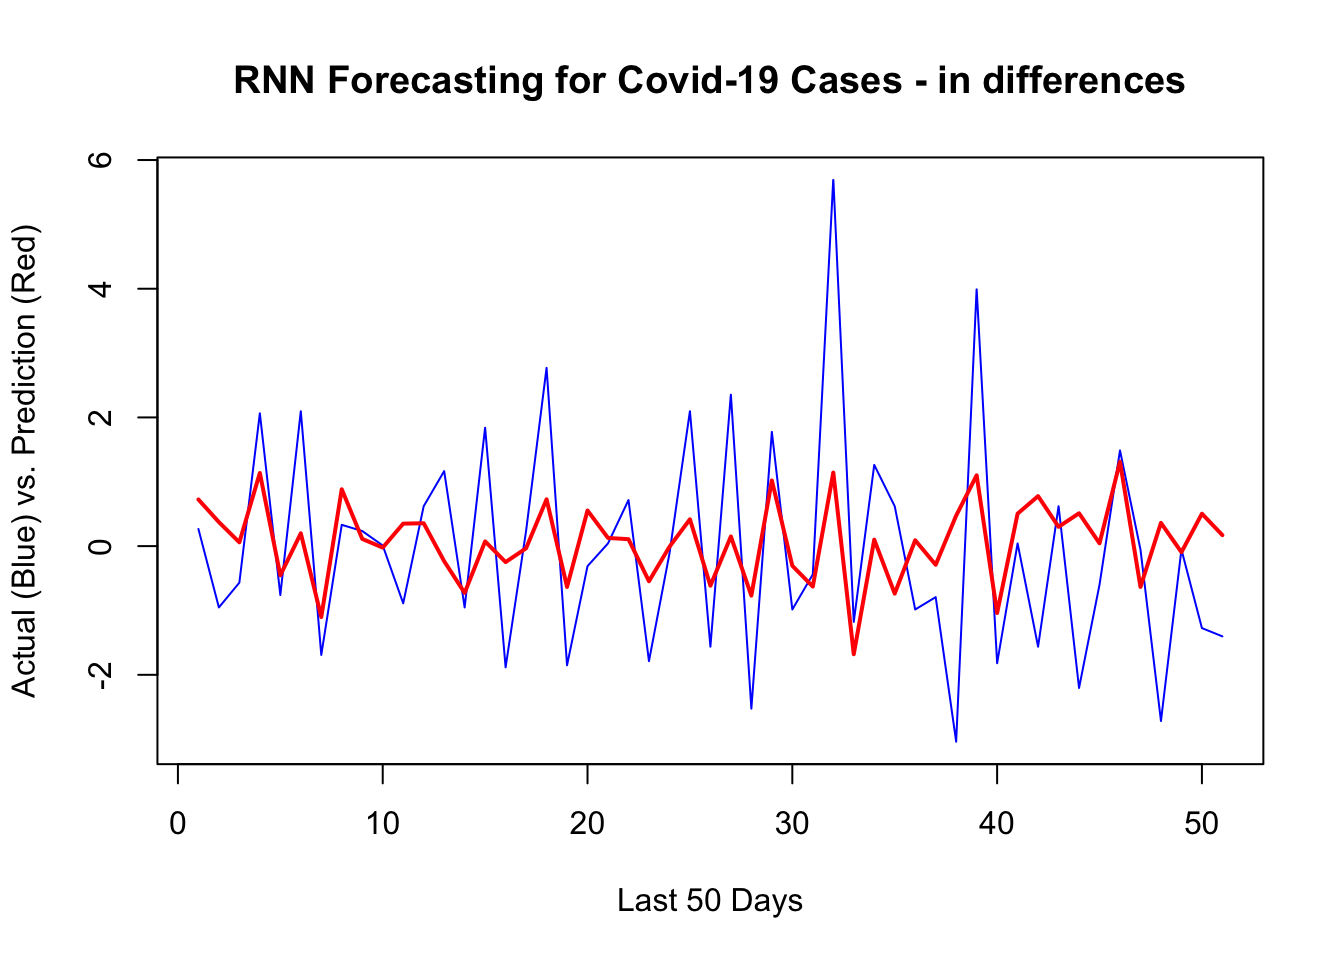 RNN Forecasting for Covid-19 Cases - in differences
Actual (Blue) vs. Prediction (Red)
6
4
2
0
-2
0 10 20 30 40 50
Last 50 Days